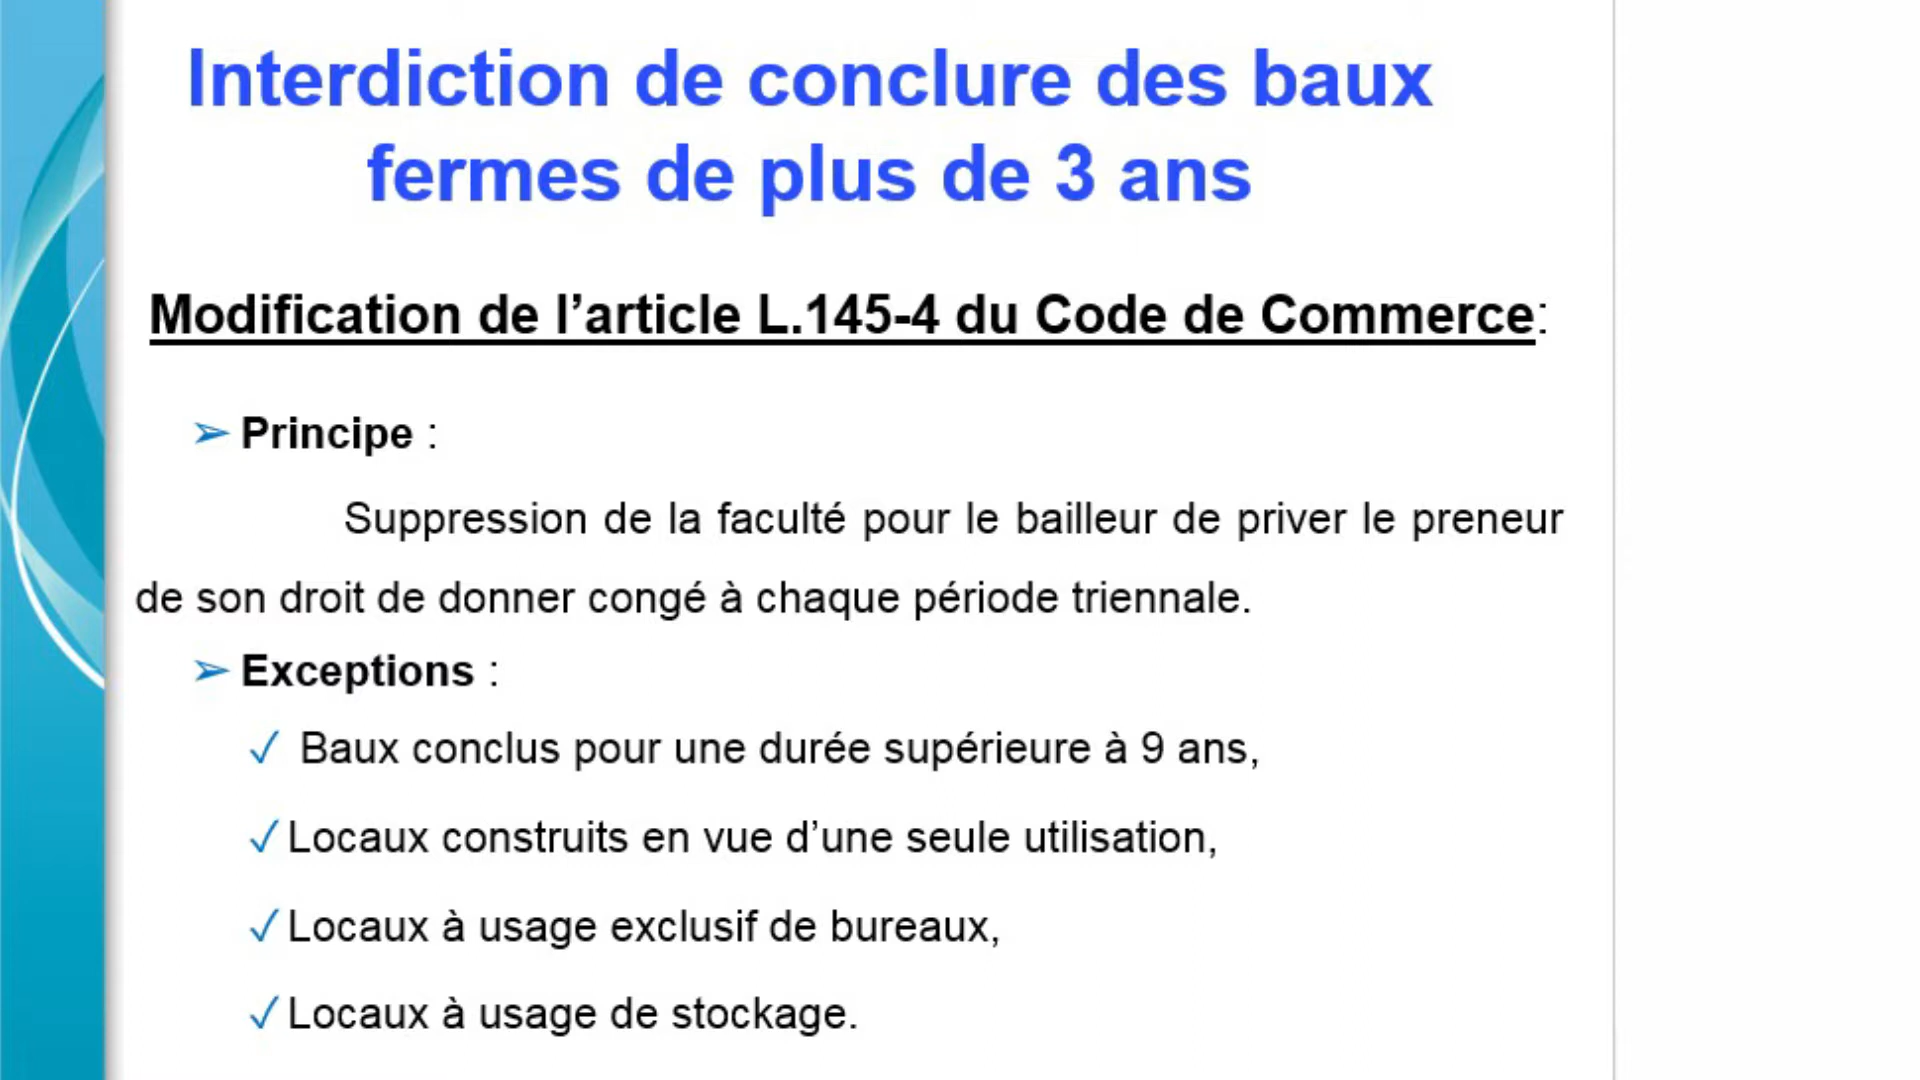 Interdiction de conclure des baux
fermes de plus de 3 ans
Modification de l’article L.145-4 du Code de Commerce:
➢ Principe :
Suppression de la faculté pour le bailleur de priver le preneur
de son droit de donner congé à chaque période triennale.
➢ Exceptions :
✓ Baux conclus pour une durée supérieure à 9 ans,
✓ Locaux construits en vue d’une seule utilisation,
✓ Locaux à usage exclusif de bureaux,
✓ Locaux à usage de stockage.